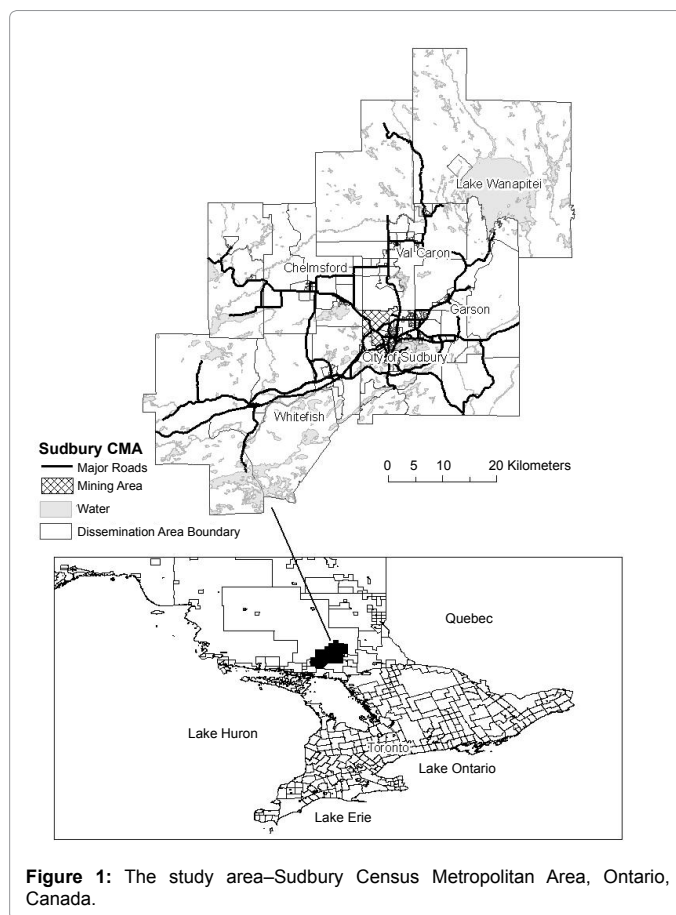 Lake Wanapitei
Val Caron
Chelmsford
Garson
City of Sudbury
Whitefish
Sudbury CMA
Major Roads
Mining Area
Water
Dissemination Area Boundary
0 5 10 20 Kilometers
Quebec
Lake Huron
Toronto
Lake Ontario
Lake Erie
Figure 1: The study area–Sudbury Census Metropolitan Area, Ontario,
Canada.